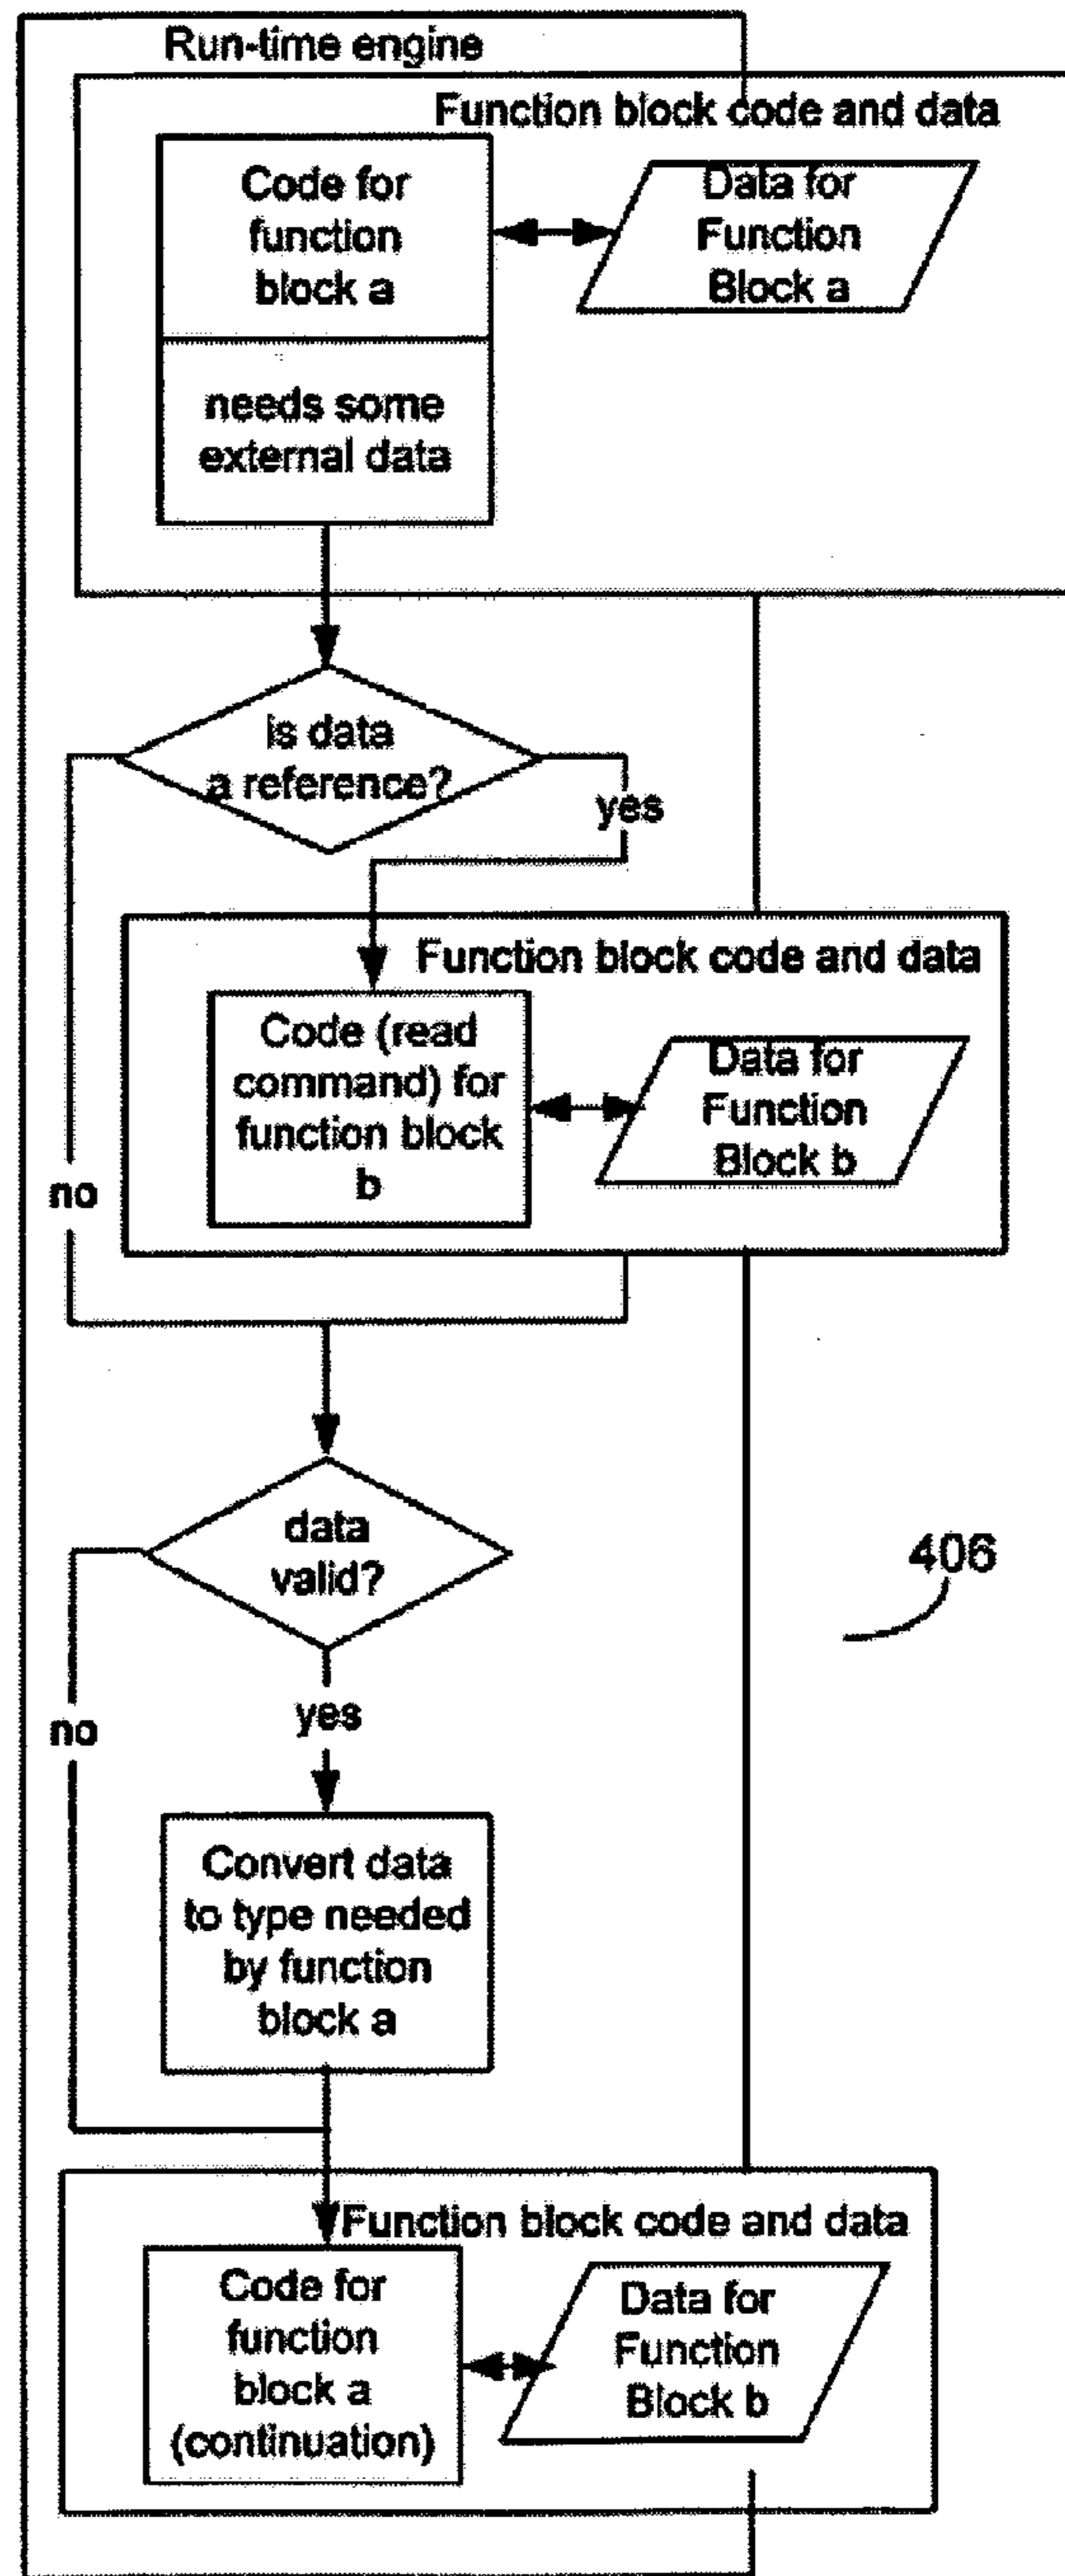 Run-time engine
Function block code and data
Code for
function
block a
Data for
Function
Block a
needs some
external data
is data
a reference?
yes
Function block code and data
Code (read
command) for
function block
b
Data for
Function
Block b
no
data
valid?
406
no
yes
Convert data
to type needed
by function
block a
Function block code and data
Code for
function
block a
(continuation)
Data for
Function
Block b